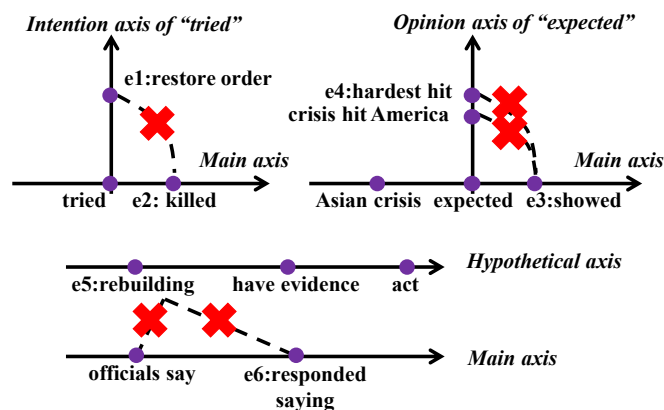 Intention axis of “tried”
e1:restore order
Main axis
tried
e2: killed
Opinion axis of “expected”
e4:hardest hit
crisis hit America
Main axis
Asian crisis
expected
e3:showed
Hypothetical axis
e5:rebuilding
have evidence
act
Main axis
officials say
e6:responded
saying